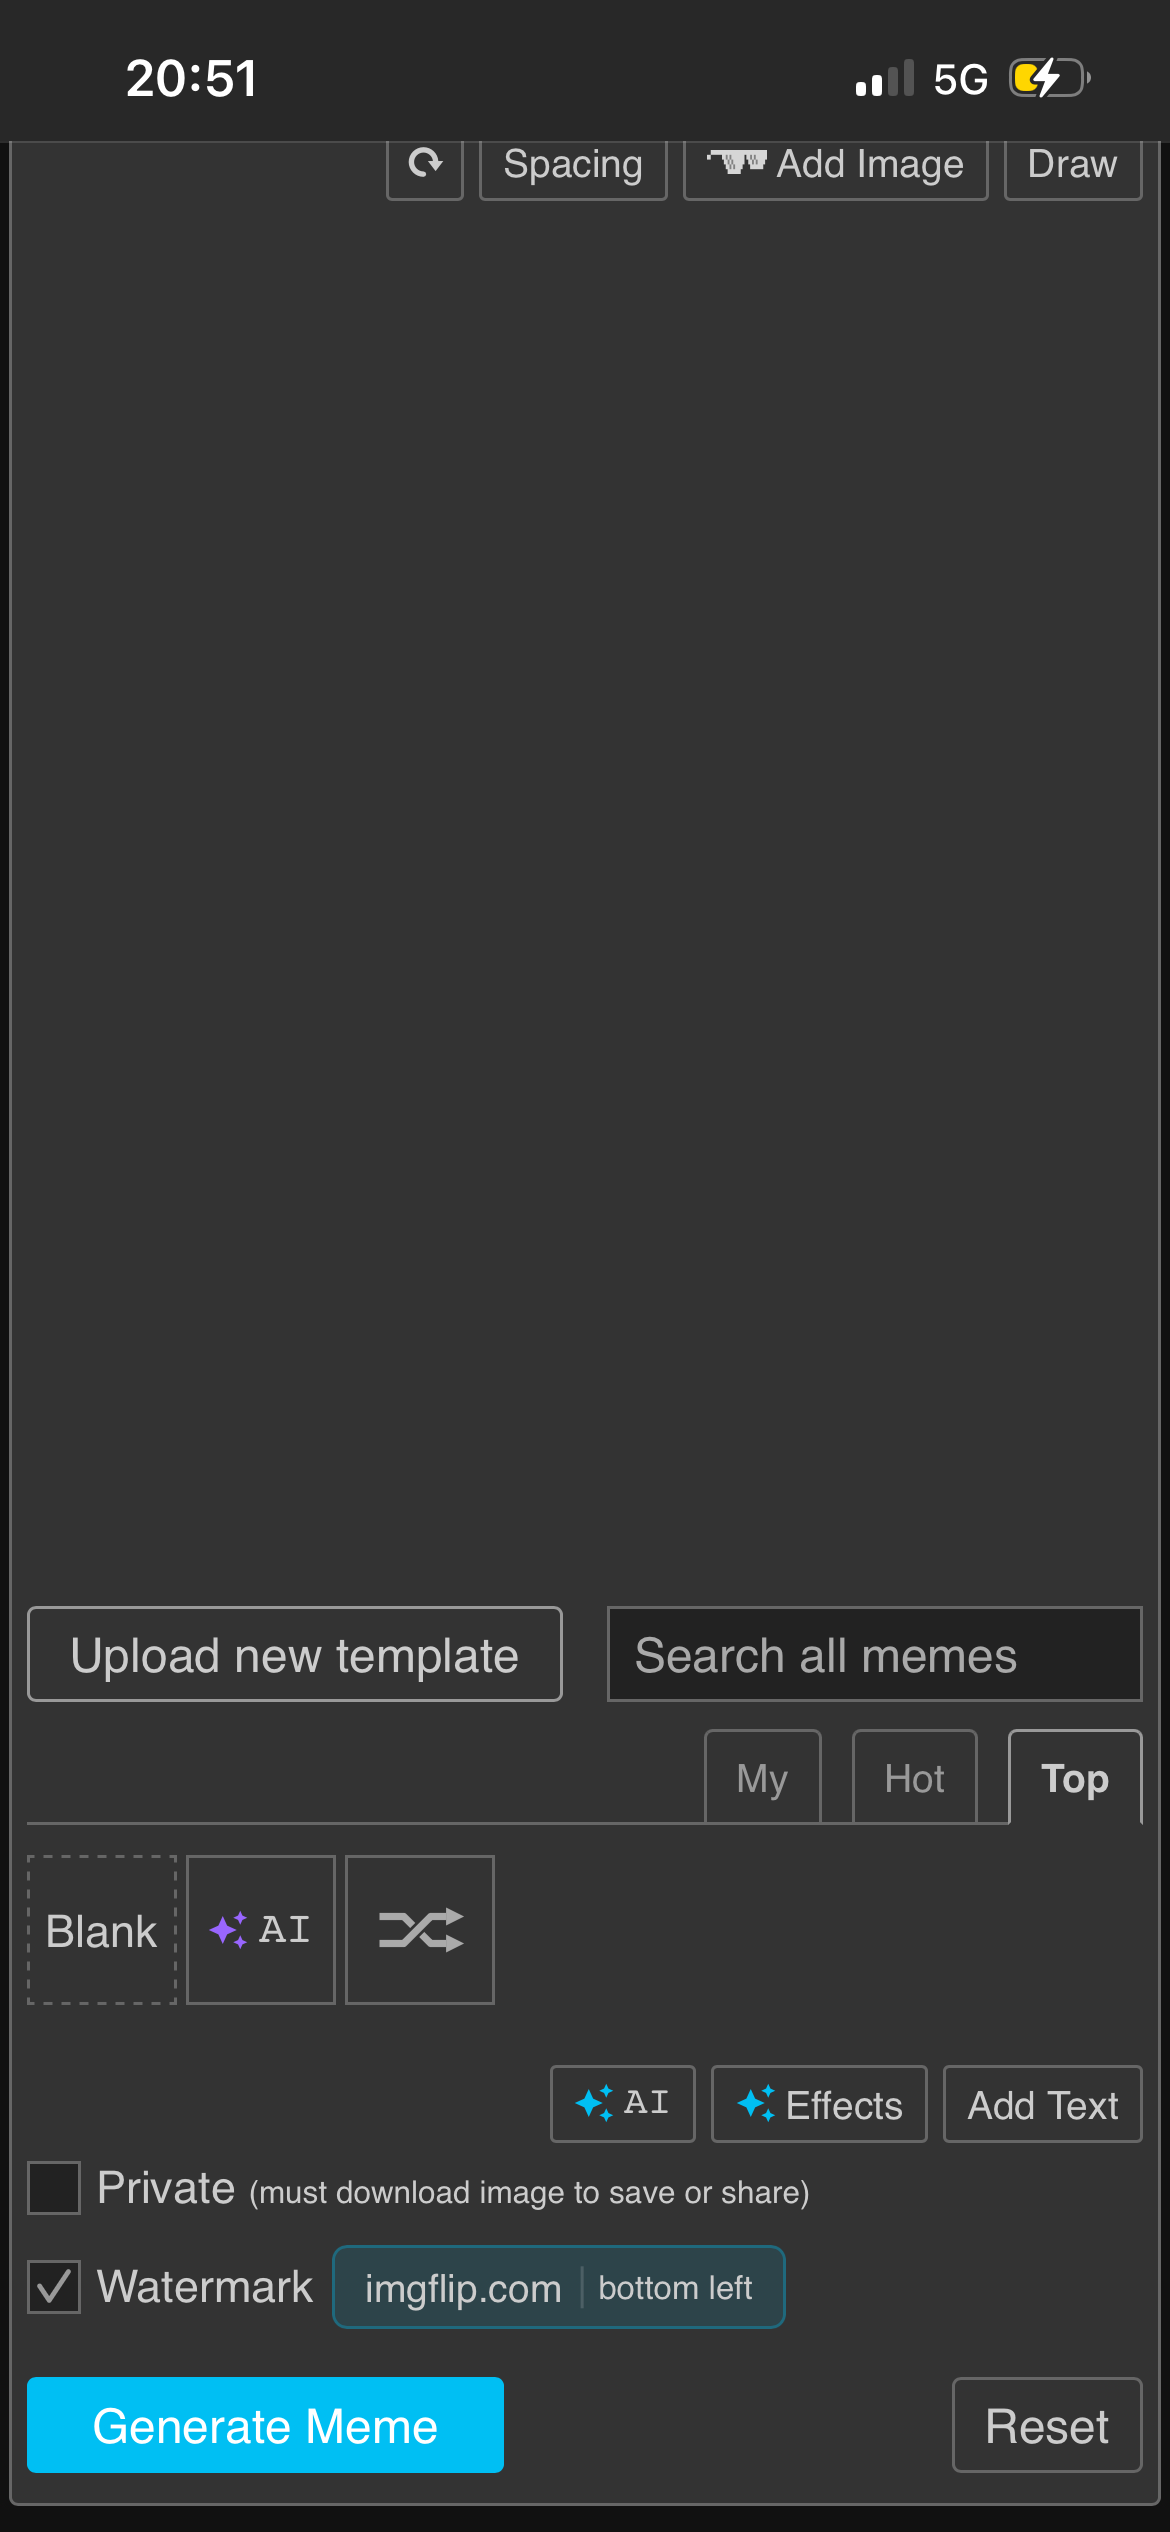 20:51 5G
Spacing Add Image Draw
Upload new template Search all memes
My Hot Top
Blank AI
AI Effects Add Text
Private (must download image to save or share)
Watermark imgflip.com bottom left
Generate Meme Reset